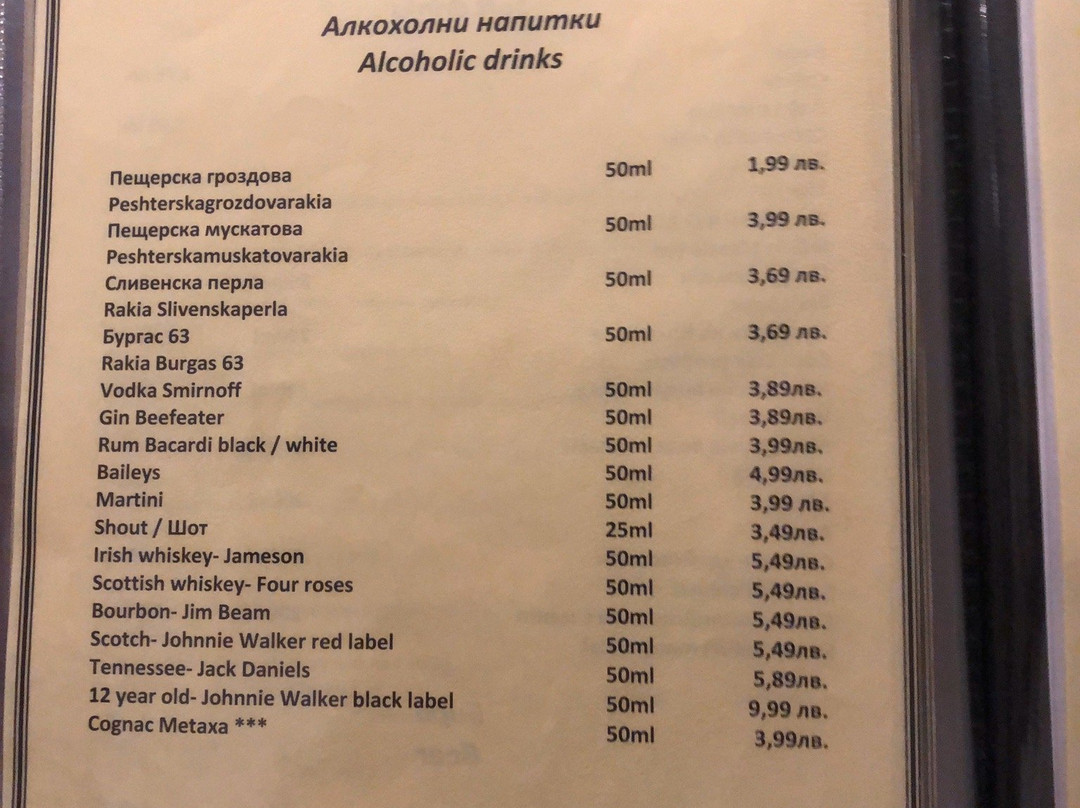 Алкохолни напитки
Alcoholic drinks
Пещерска гроздова 50ml 1,99 лв.
Peshterskagrozdovarakia
Пещерска мускатова 50ml 3,99 лв.
Peshterskamuskatovarakia
Сливенска перла 50ml 3,69 лв.
Rakia Slivenskaperla
Бургас 63 50ml 3,69 лв.
Rakia Burgas 63
Vodka Smirnoff 50ml 3,89лв.
Gin Beefeater 50ml 3,89лв.
Rum Bacardi black / white 50ml 3,99лв.
Baileys 50ml 4,99лв.
Martini 50ml 3,99 лв.
Shout / Шот 25ml 3,49лв.
Irish whiskey- Jameson 50ml 5,49лв.
Scottish whiskey- Four roses 50ml 5,49лв.
Bourbon- Jim Beam 50ml 5,49лв.
Scotch- Johnnie Walker red label 50ml 5,49лв.
Tennessee- Jack Daniels 50ml 5,89лв.
12 year old- Johnnie Walker black label 50ml 9,99 лв.
Cognac Metaxa *** 50ml 3,99лв.